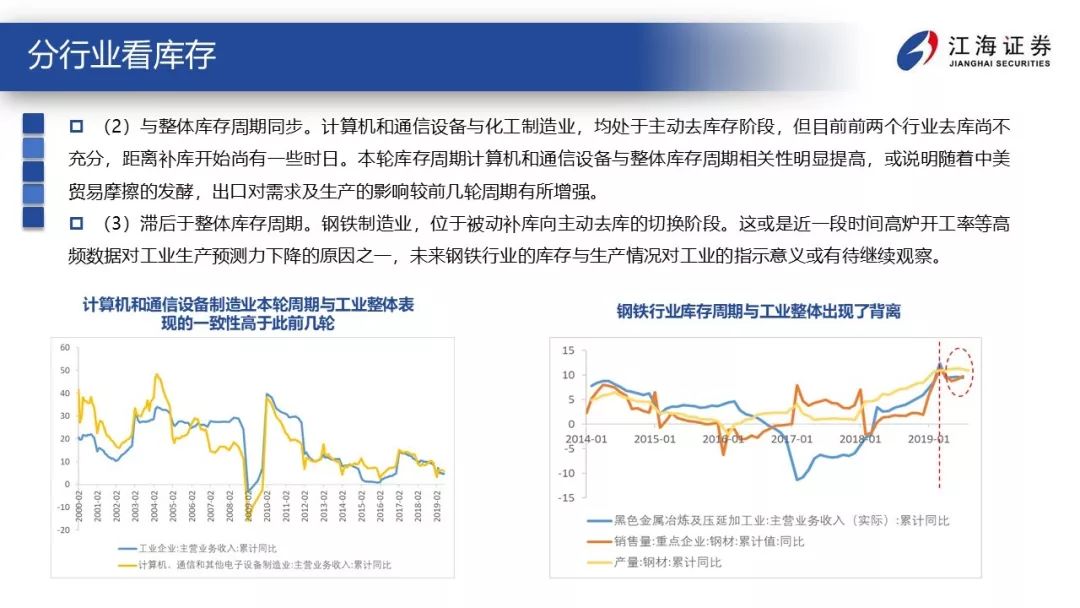 分行业看库存
江海证券
JIANGHAI SECURITIES
（2）与整体库存周期同步。计算机和通信设备与化工制造业，均处于主动去库存阶段，但目前前两个行业去库尚不
充分，距离补库开始尚有一些时日。本轮库存周期计算机和通信设备与整体库存周期相关性明显提高，或说明随着中美
贸易摩擦的发酵，出口对需求及生产的影响较前几轮周期有所增强。
（3）滞后于整体库存周期。钢铁制造业，位于被动补库向主动去库的切换阶段。这或是近一段时间高炉开工率等高
频数据对工业生产预测力下降的原因之一，未来钢铁行业的库存与生产情况对工业的指示意义或有待继续观察。
计算机和通信设备制造业本轮周期与工业整体表
现的一致性高于此前几轮
60
50
40
30
20
10
0
-10
-20
2000-02
2001-02
2002-02
2003-02
2004-02
2005-02
2006-02
2007-02
2008-02
2009-02
2010-02
2011-02
2012-02
2013-02
2014-02
2015-02
2016-02
2017-02
2018-02
2019-02
工业企业:主营业务收入:累计同比
计算机、通信和其他电子设备制造业:主营业务收入:累计同比
钢铁行业库存周期与工业整体出现了背离
15
10
5
0
-5
-10
-15
2014-01
2015-01
2016-01
2017-01
2018-01
2019-01
黑色金属冶炼及压延加工业:主营业务收入（实际）:累计同比
销售量:重点企业:钢材:累计值:同比
产量:钢材:累计同比